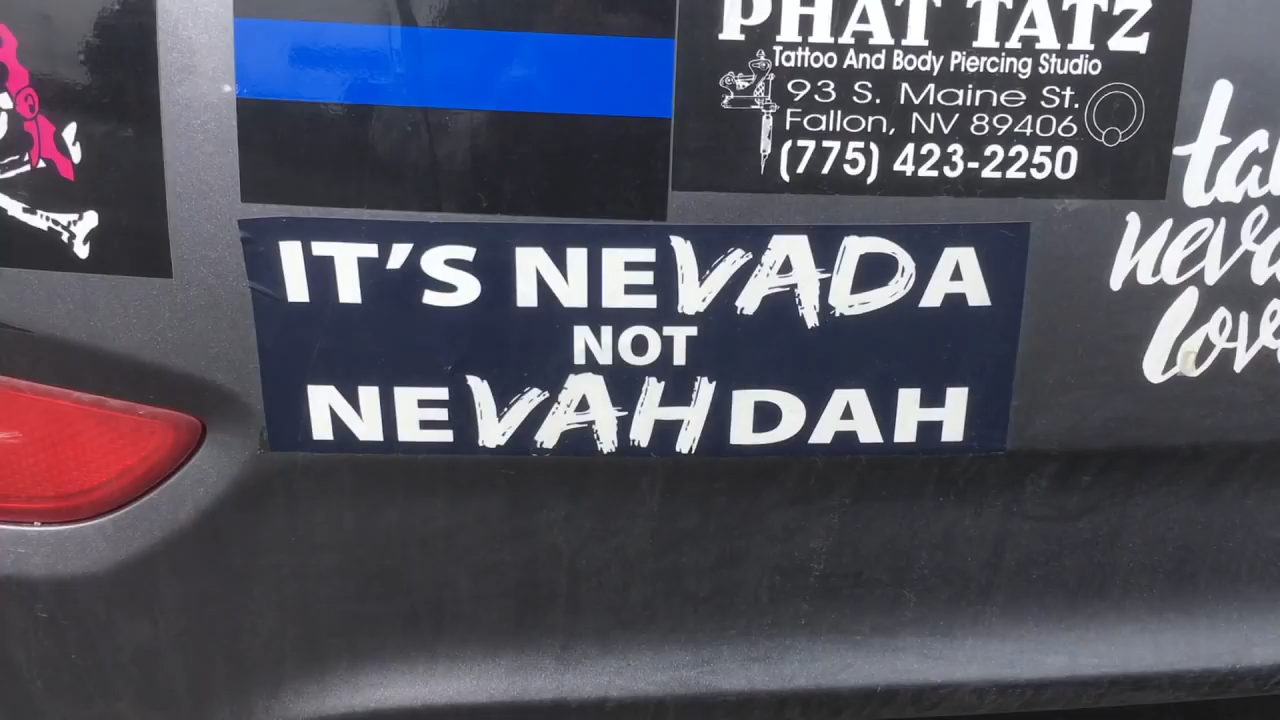 PHAT TATZ
Tattoo And Body Piercing Studio
93 S. Maine St.
Fallon, NV 89406
(775) 423-2250
IT'S NEVADA
NOT
NEVAHDAH